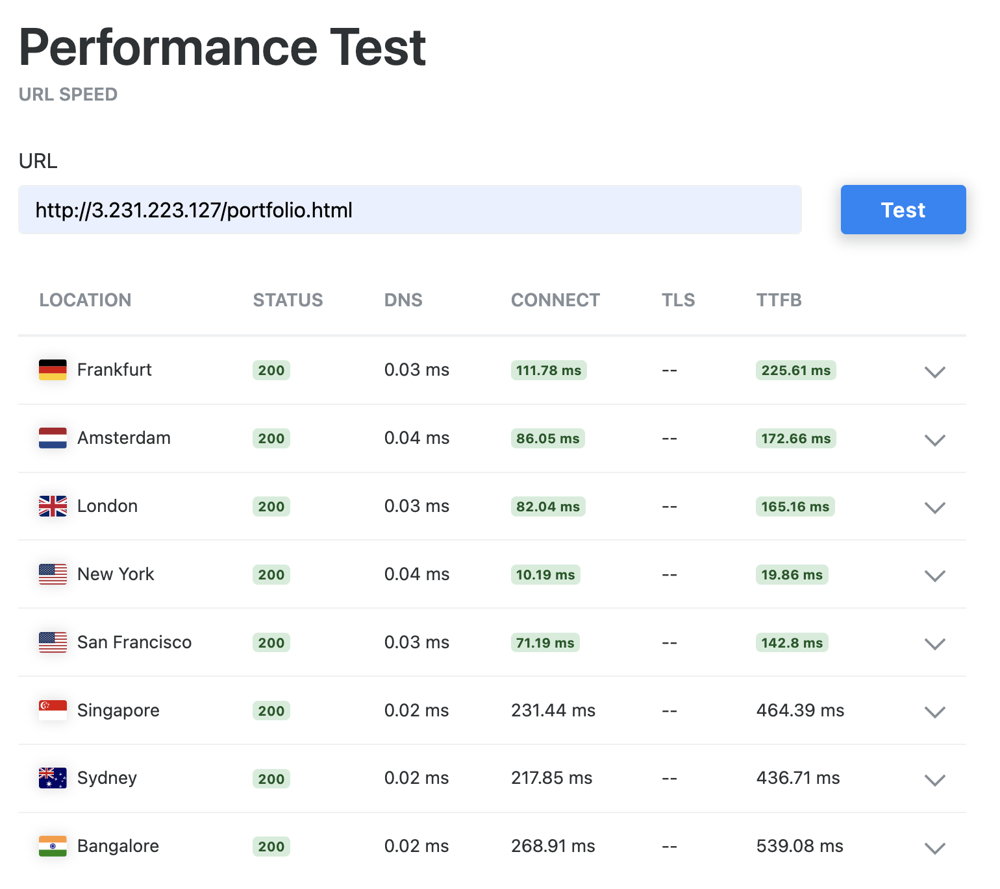 Performance Test
URL SPEED
URL
http://3.231.223.127/portfolio.html
Test
LOCATION STATUS DNS CONNECT TLS TTFB
Frankfurt 200 0.03 ms 111.78 ms -- 225.61 ms
Amsterdam 200 0.04 ms 86.05 ms -- 172.66 ms
London 200 0.03 ms 82.04 ms -- 165.16 ms
New York 200 0.04 ms 10.19 ms -- 19.86 ms
San Francisco 200 0.03 ms 71.19 ms -- 142.8 ms
Singapore 200 0.02 ms 231.44 ms -- 464.39 ms
Sydney 200 0.02 ms 217.85 ms -- 436.71 ms
Bangalore 200 0.02 ms 268.91 ms -- 539.08 ms